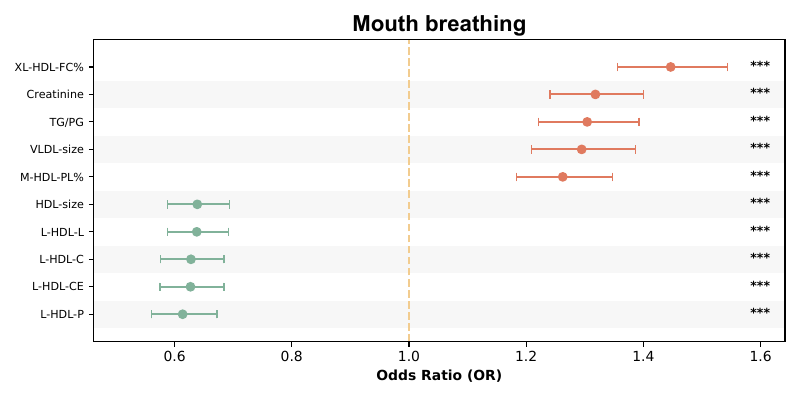 Mouth breathing
XL-HDL-FC% ***
Creatinine ***
TG/PG ***
VLDL-size ***
M-HDL-PL% ***
HDL-size ***
L-HDL-L ***
L-HDL-C ***
L-HDL-CE ***
L-HDL-P ***
0.6 0.8 1.0 1.2 1.4 1.6
Odds Ratio (OR)